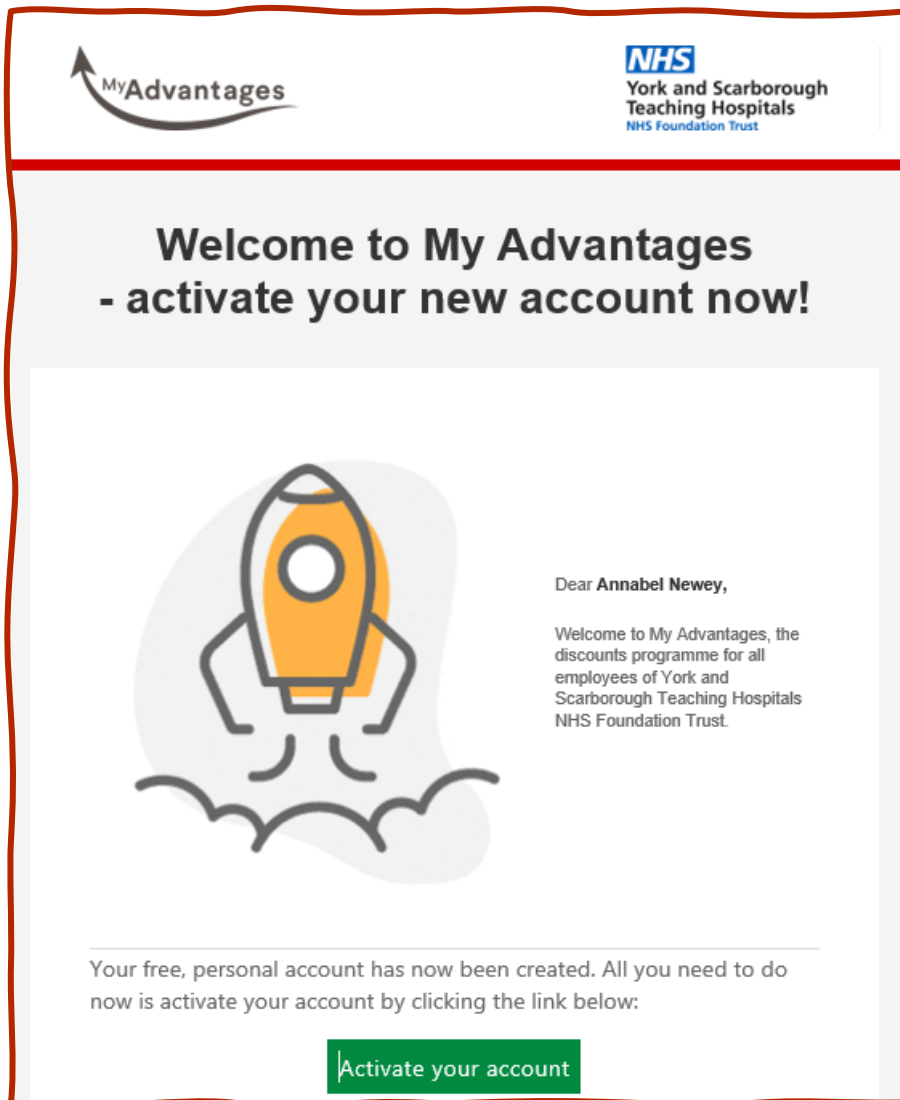 MyAdvantages
NHS
York and Scarborough
Teaching Hospitals
NHS Foundation Trust
Welcome to My Advantages
- activate your new account now!
Dear Annabel Newey,
Welcome to My Advantages, the
discounts programme for all
employees of York and
Scarborough Teaching Hospitals
NHS Foundation Trust.
Your free, personal account has now been created. All you need to do
now is activate your account by clicking the link below:
Activate your account